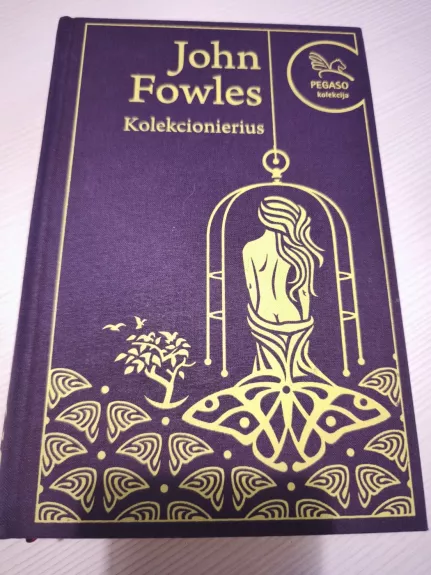 John
Fowles
Kolekcionierius
PEGASO
kolekcija